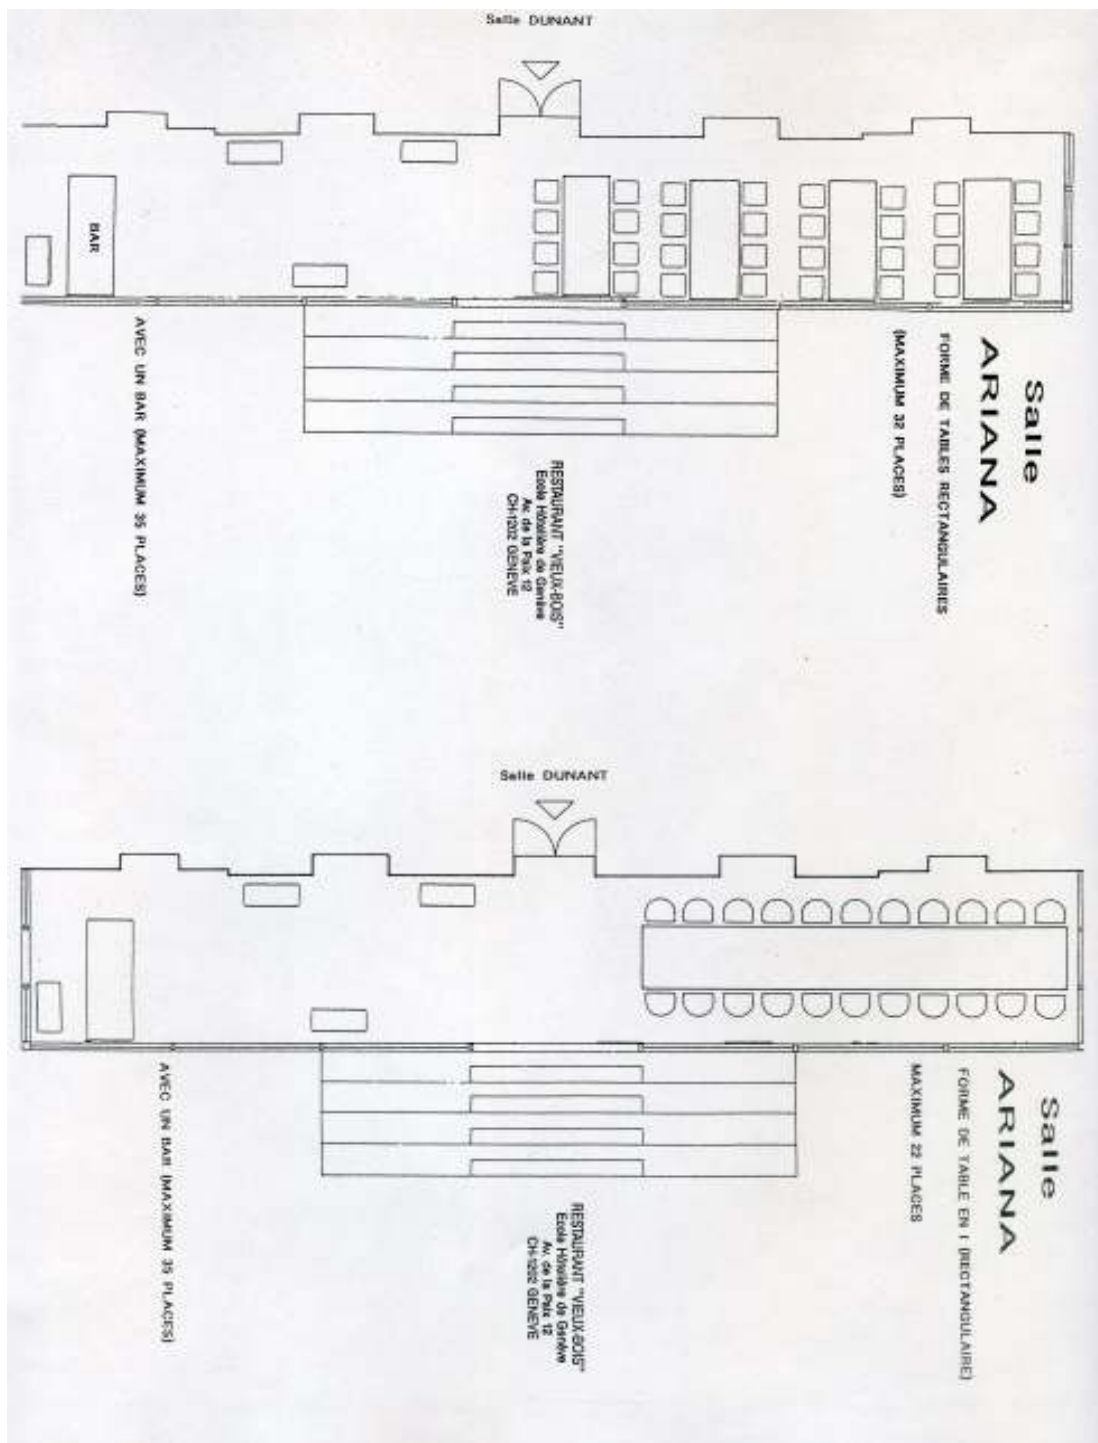 Salle DUNANT
BAR
Salle
ARIANA
FORME DE TABLES RECTANGULAIRES
(MAXIMUM 32 PLACES)
RESTAURANT "VIEUX-BOIS"
Ecole Hôtelière de Genève
Av. de la Paix 12
CH-1202 GENEVE
AVEC UN BAR (MAXIMUM 35 PLACES)
Salle DUNANT
Salle
ARIANA
FORME DE TABLE EN I (RECTANGULAIRE)
MAXIMUM 22 PLACES
RESTAURANT "VIEUX-BOIS"
Ecole Hôtelière de Genève
Av. de la Paix 12
CH-1202 GENEVE
AVEC UN BAR (MAXIMUM 35 PLACES)